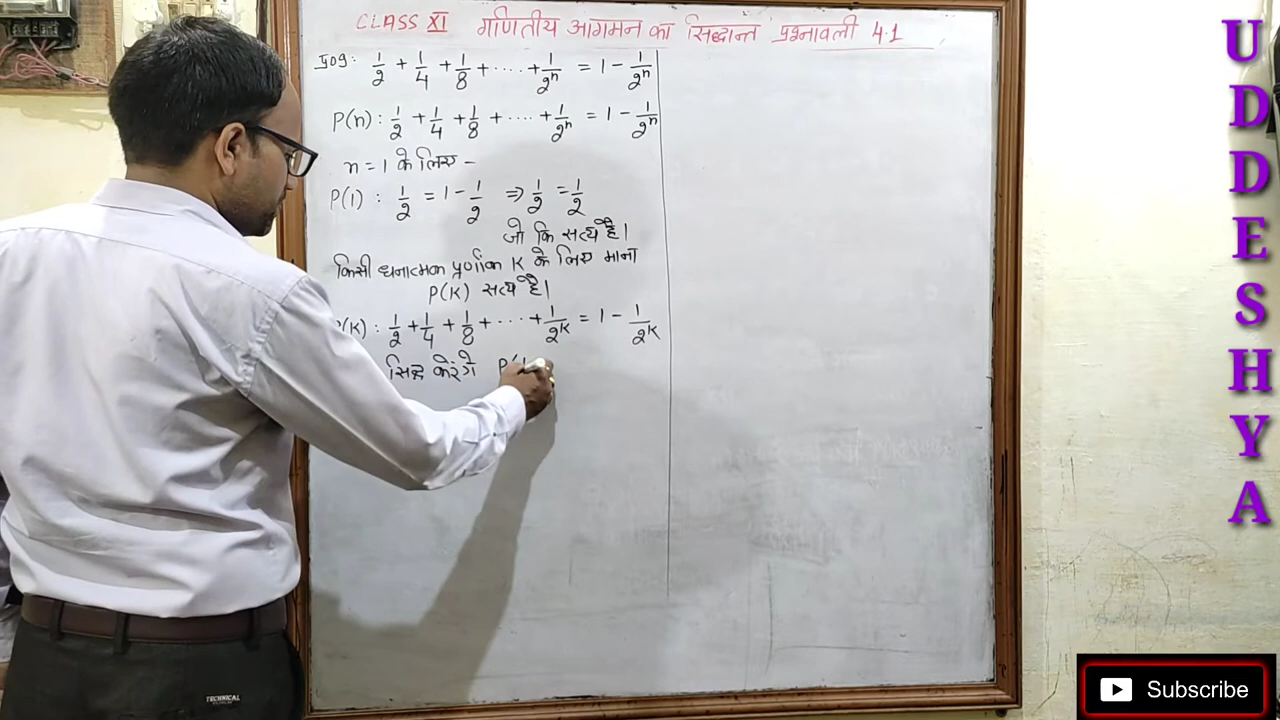 CLASS XI गणितीय आगमन का सिद्धान्त प्रश्नावली 4.1
प्र09: 1/2 + 1/4 + 1/8 + .... + 1/2^n = 1 - 1/2^n
P(n): 1/2 + 1/4 + 1/8 + .... + 1/2^n = 1 - 1/2^n
n = 1 के लिए -
P(1): 1/2 = 1 - 1/2 ⇒ 1/2 = 1/2
जो कि सत्य है।
किसी धनात्मक पूर्णांक K के लिए माना
P(K) सत्य है।
P(K): 1/2 + 1/4 + 1/8 + .... + 1/2^K = 1 - 1/2^K
सिद्ध करेंगे P(
UDDESHYA
TECHNICAL
Subscribe